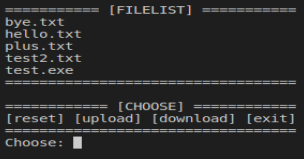 =========== [FILELIST] ===========
bye.txt
hello.txt
plus.txt
test2.txt
test.exe
==================================
============ [CHOOSE] ============
[reset] [upload] [download] [exit]
==================================
Choose: